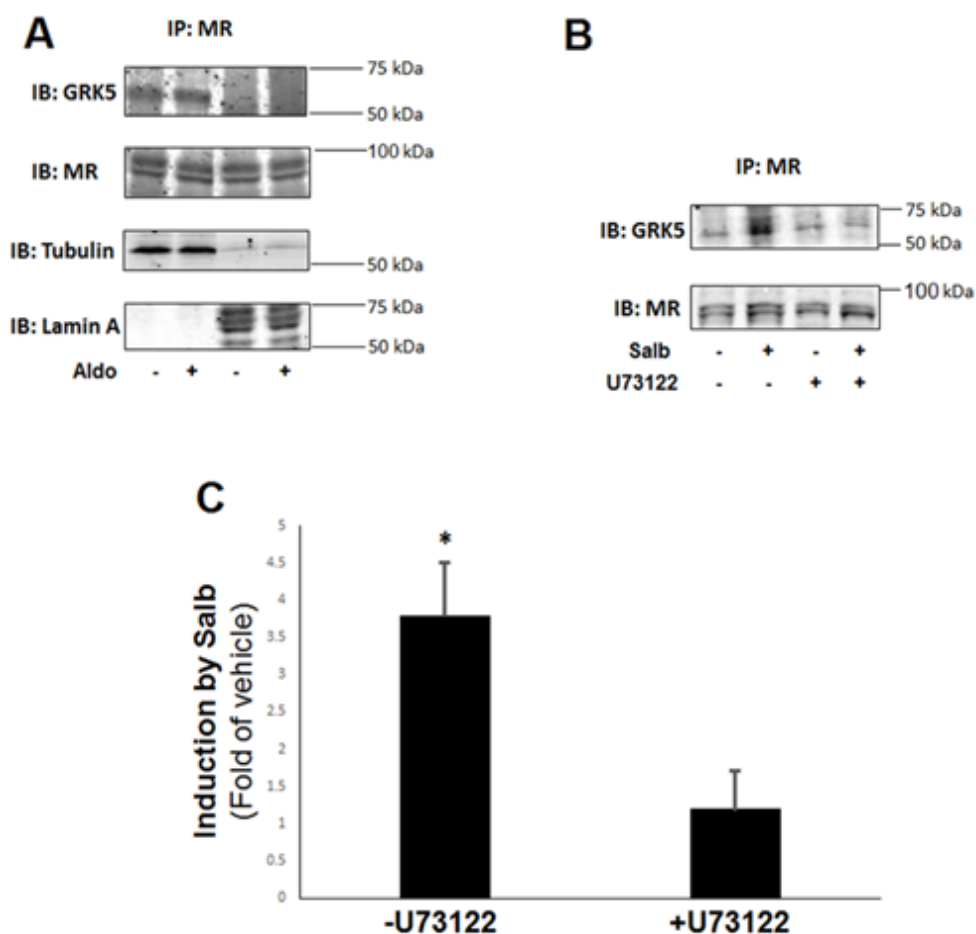 A
IP: MR
75 kDa
IB: GRK5
50 kDa
100 kDa
IB: MR
IB: Tubulin
50 kDa
75 kDa
IB: Lamin A
50 kDa
Aldo - + - +
B
IP: MR
75 kDa
IB: GRK5
50 kDa
100 kDa
IB: MR
Salb - + - +
U73122 - - + +
C
Induction by Salb
(Fold of vehicle)
5
4.5
4
3.5
3
2.5
2
1.5
1
0.5
0
*
-U73122 +U73122